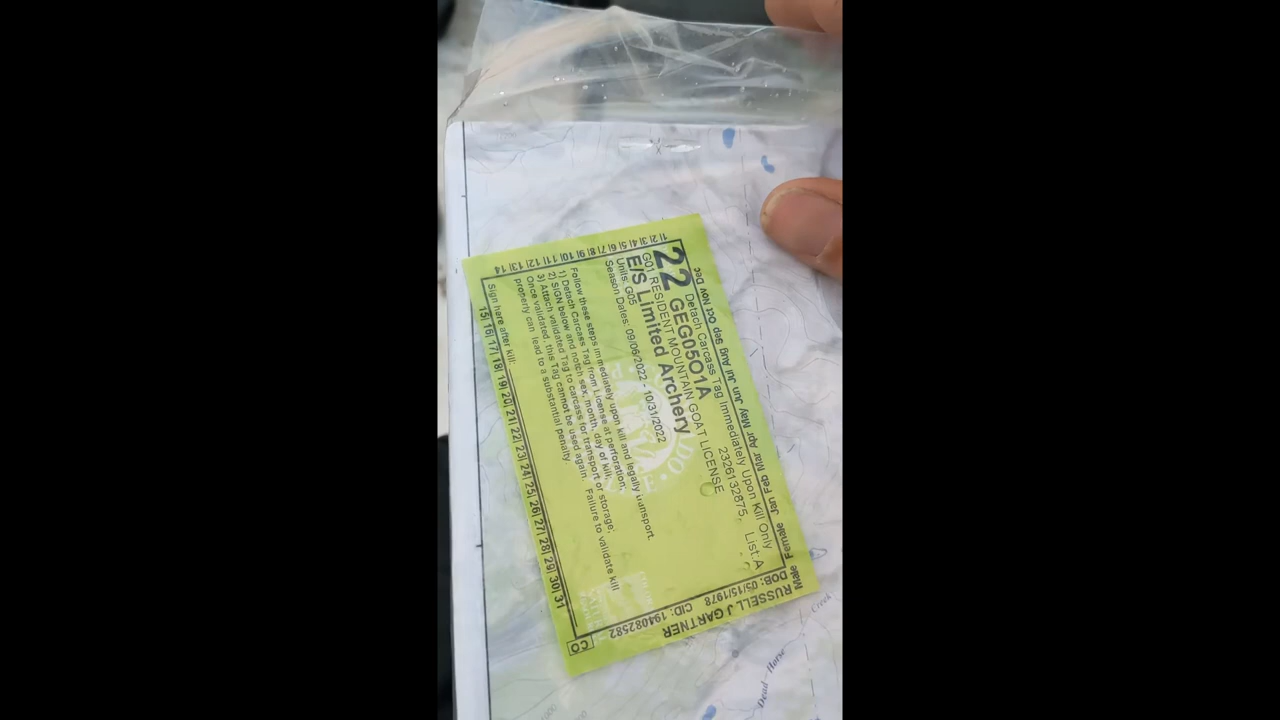 Detach Carcass Tag Immediately Upon Kill Only
22 GEG05O1A 2326132875, List:A
G01 RESIDENT MOUNTAIN GOAT LICENSE
E/S Limited Archery
Units: G05
Season Dates: 09/06/2022 - 10/31/2022
Follow these steps immediately upon kill and legally transport.
1) Detach Carcass Tag from License at perforation;
2) SIGN below and notch sex, month, day of kill;
3) Attach validated Tag to carcass for transport or storage;
Once validated, this Tag cannot be used again. Failure to validate kill
properly can lead to a substantial penalty.
Sign here after kill:
1| 2| 3| 4| 5| 6| 7| 8| 9| 10| 11| 12| 13| 14
15| 16| 17| 18| 19| 20| 21| 22| 23| 24| 25| 26| 27| 28| 29| 30| 31
Male Female Jan Feb Mar Apr May Jun Jul Aug Sep Oct Nov Dec
RUSSELL J GARTNER
DOB: 05/15/1978 CID: 194082582
CO
Dead Horse
Creek